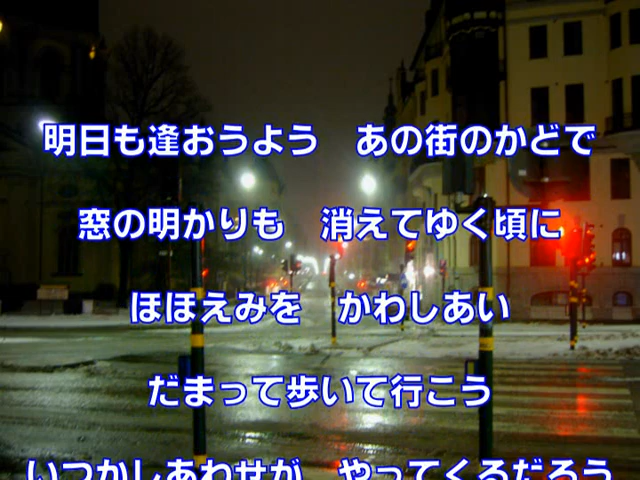 明日も逢おうよう　あの街のかどで
窓の明かりも　消えてゆく頃に
ほほえみを　かわしあい
だまって歩いて行こう
いつかしあわせが　やってくるだろう